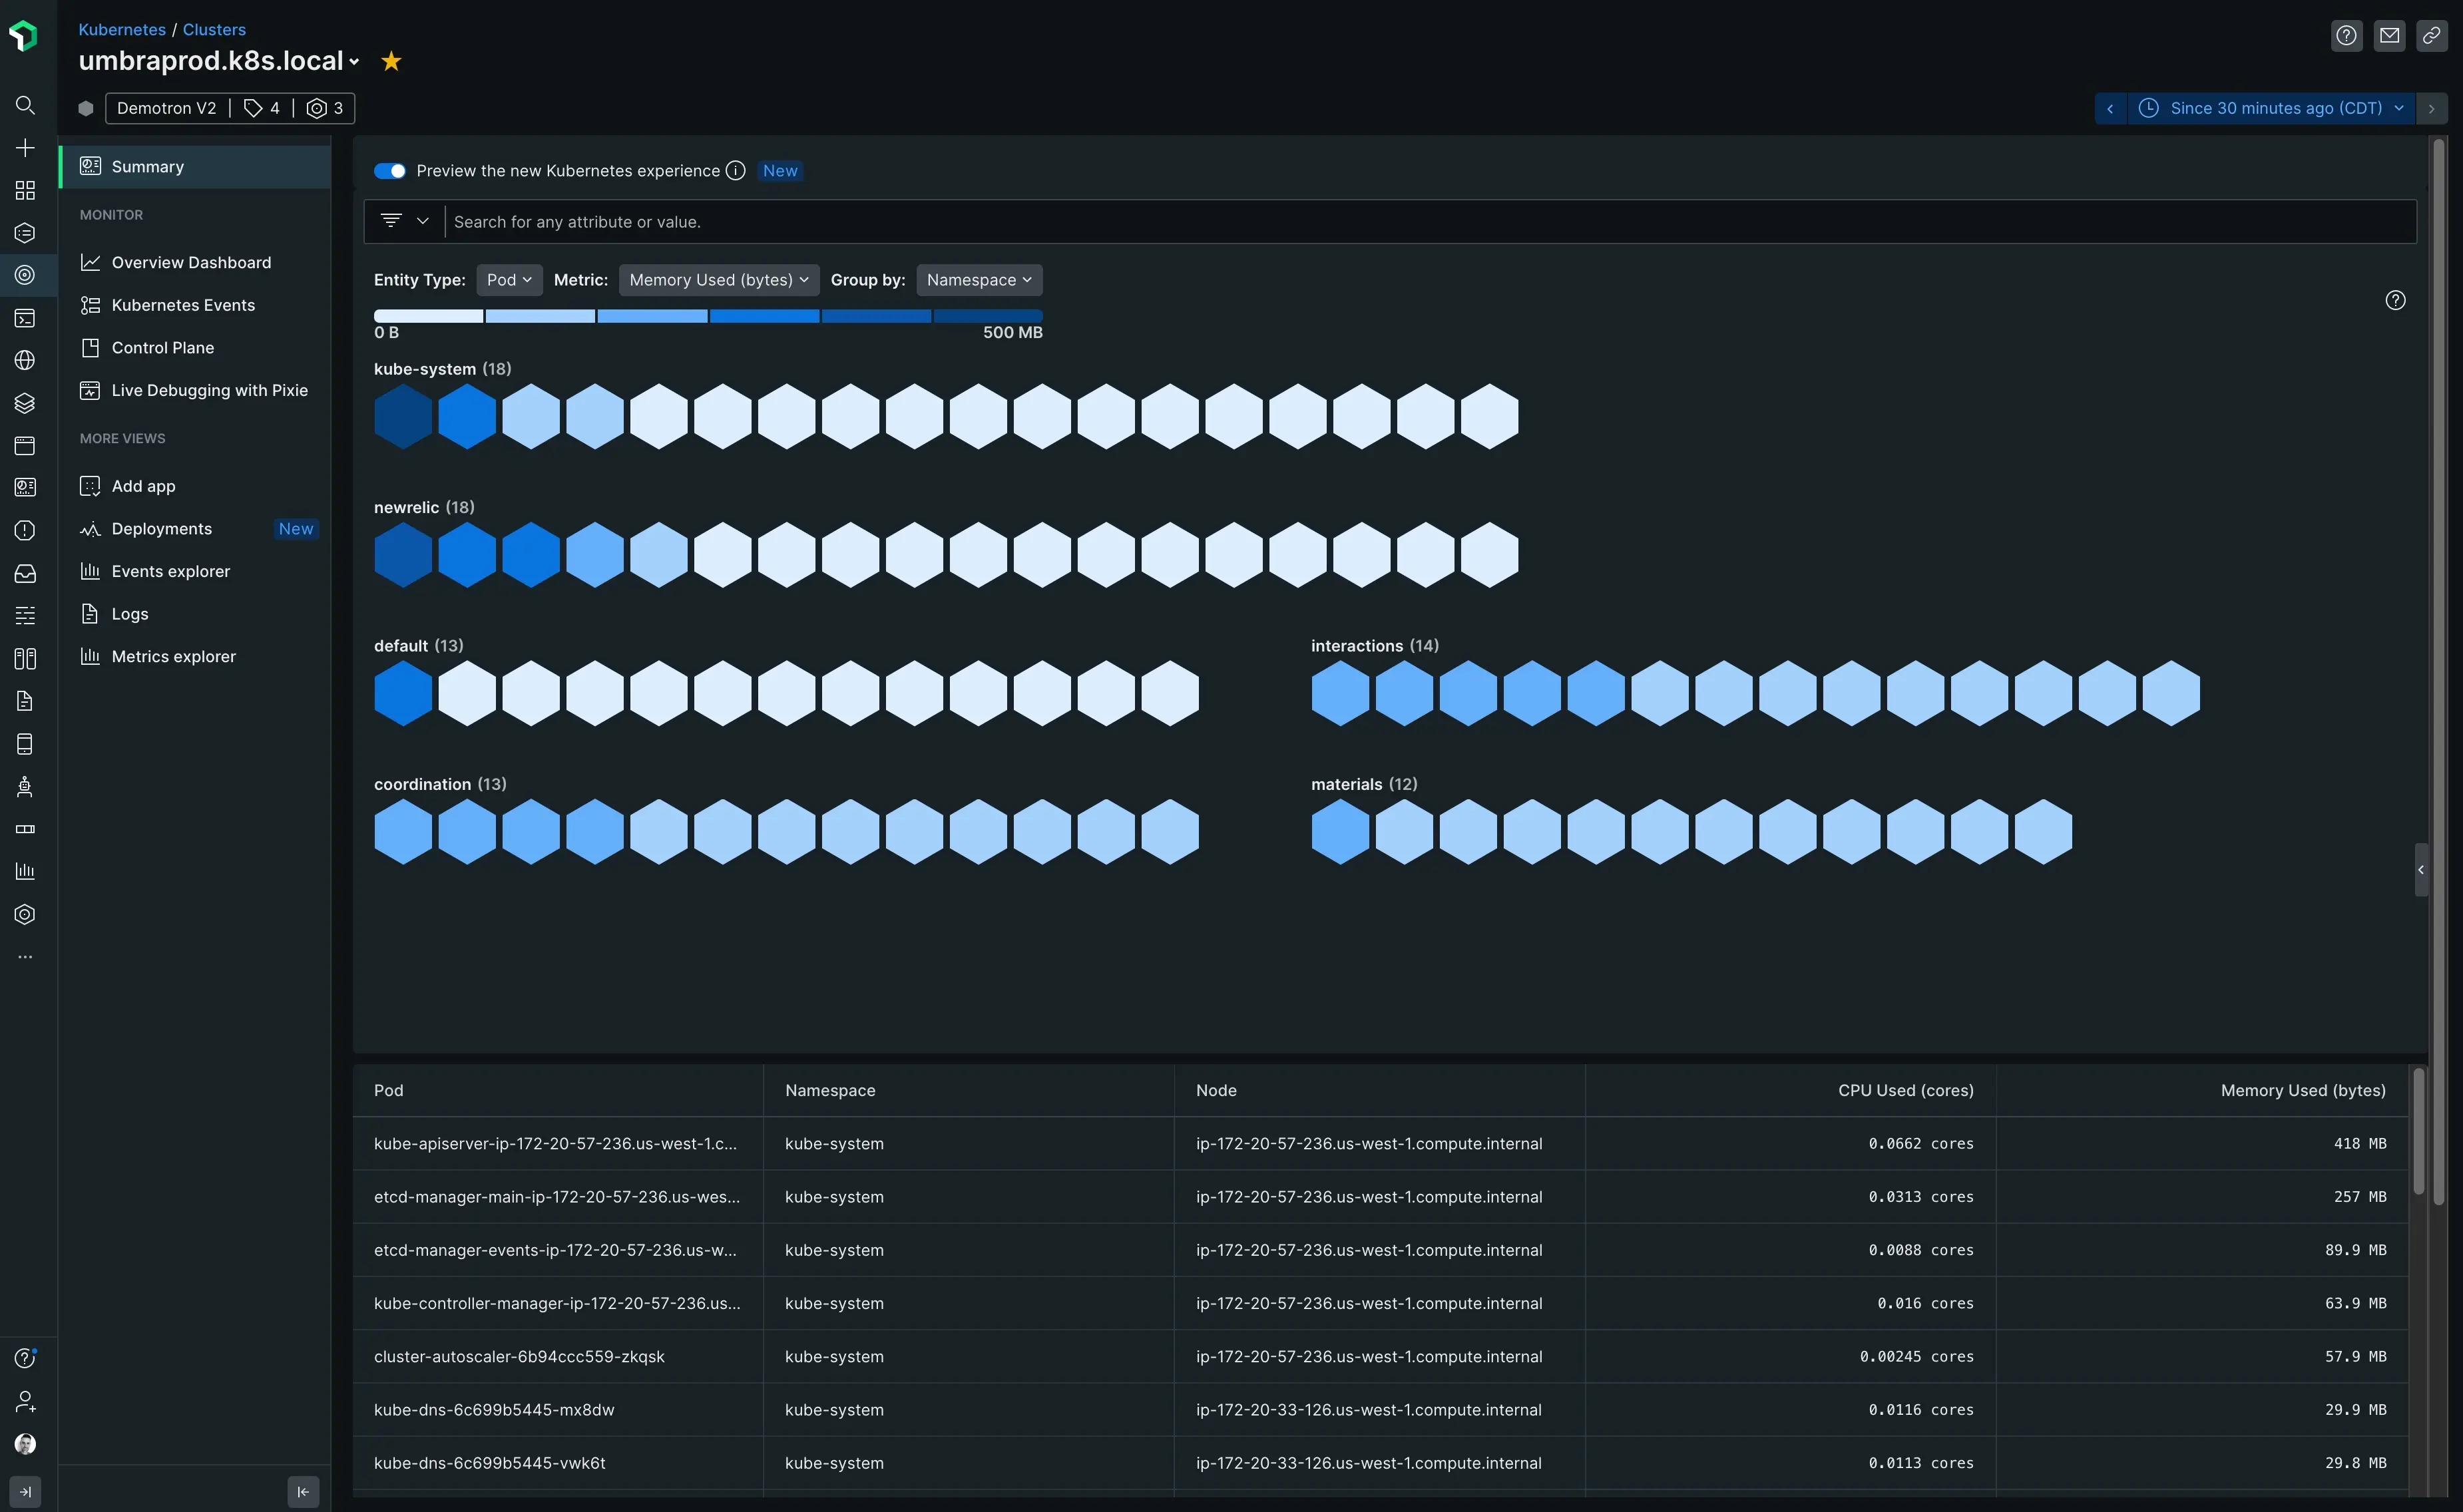 Kubernetes / Clusters
umbraprod.k8s.local
Demotron V2 | 4 | 3
Since 30 minutes ago (CDT)
Summary
MONITOR
Overview Dashboard
Kubernetes Events
Control Plane
Live Debugging with Pixie
MORE VIEWS
Add app
Deployments New
Events explorer
Logs
Metrics explorer
Preview the new Kubernetes experience New
Search for any attribute or value.
Entity Type: Pod Metric: Memory Used (bytes) Group by: Namespace
0 B 500 MB
kube-system (18)
newrelic (18)
default (13) interactions (14)
coordination (13) materials (12)
Pod Namespace Node CPU Used (cores) Memory Used (bytes)
kube-apiserver-ip-172-20-57-236.us-west-1.c... kube-system ip-172-20-57-236.us-west-1.compute.internal 0.0662 cores 418 MB
etcd-manager-main-ip-172-20-57-236.us-wes... kube-system ip-172-20-57-236.us-west-1.compute.internal 0.0313 cores 257 MB
etcd-manager-events-ip-172-20-57-236.us-w... kube-system ip-172-20-57-236.us-west-1.compute.internal 0.0088 cores 89.9 MB
kube-controller-manager-ip-172-20-57-236.us... kube-system ip-172-20-57-236.us-west-1.compute.internal 0.016 cores 63.9 MB
cluster-autoscaler-6b94ccc559-zkqsk kube-system ip-172-20-57-236.us-west-1.compute.internal 0.00245 cores 57.9 MB
kube-dns-6c699b5445-mx8dw kube-system ip-172-20-33-126.us-west-1.compute.internal 0.0116 cores 29.9 MB
kube-dns-6c699b5445-vwk6t kube-system ip-172-20-33-126.us-west-1.compute.internal 0.0113 cores 29.8 MB